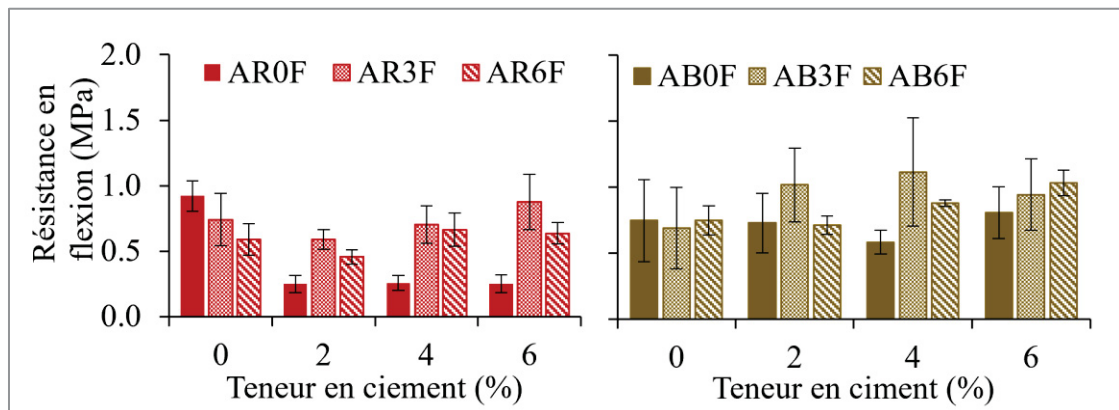 Résistance en
flexion (MPa)
2.0
1.5
1.0
0.5
0.0
AR0F AR3F AR6F
0 2 4 6
Teneur en ciement (%)
AB0F AB3F AB6F
0 2 4 6
Teneur en ciment (%)